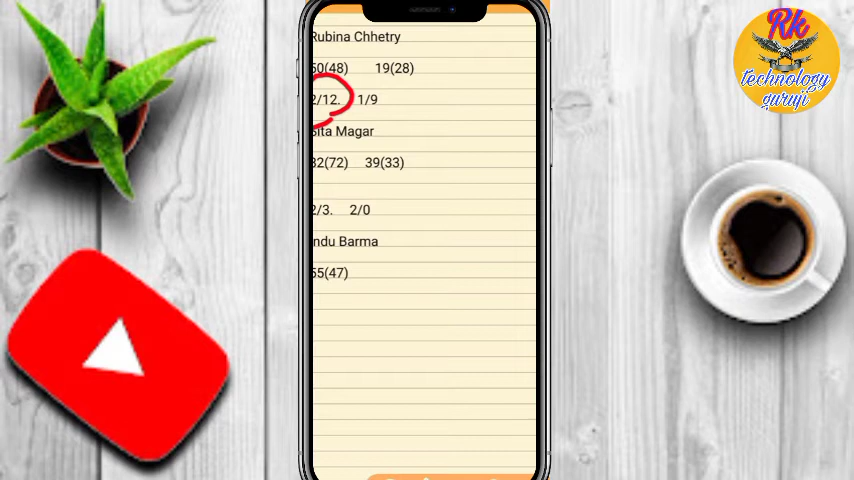 Rubina Chhetry
50(48) 19(28)
2/12. 1/9
Sita Magar
32(72) 39(33)
2/3. 2/0
Indu Barma
55(47)
Rk
technology
guruji